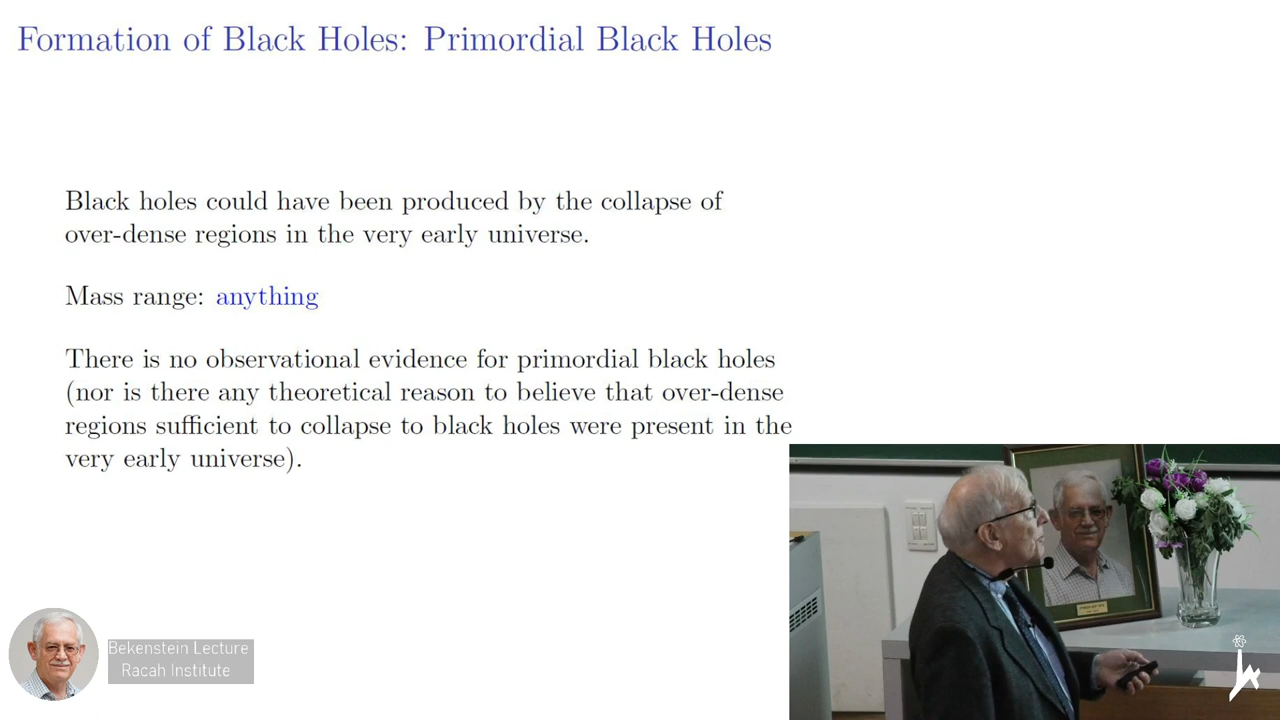 Formation of Black Holes: Primordial Black Holes
Black holes could have been produced by the collapse of
over-dense regions in the very early universe.
Mass range: anything
There is no observational evidence for primordial black holes
(nor is there any theoretical reason to believe that over-dense
regions sufficient to collapse to black holes were present in the
very early universe).
Bekenstein Lecture
Racah Institute